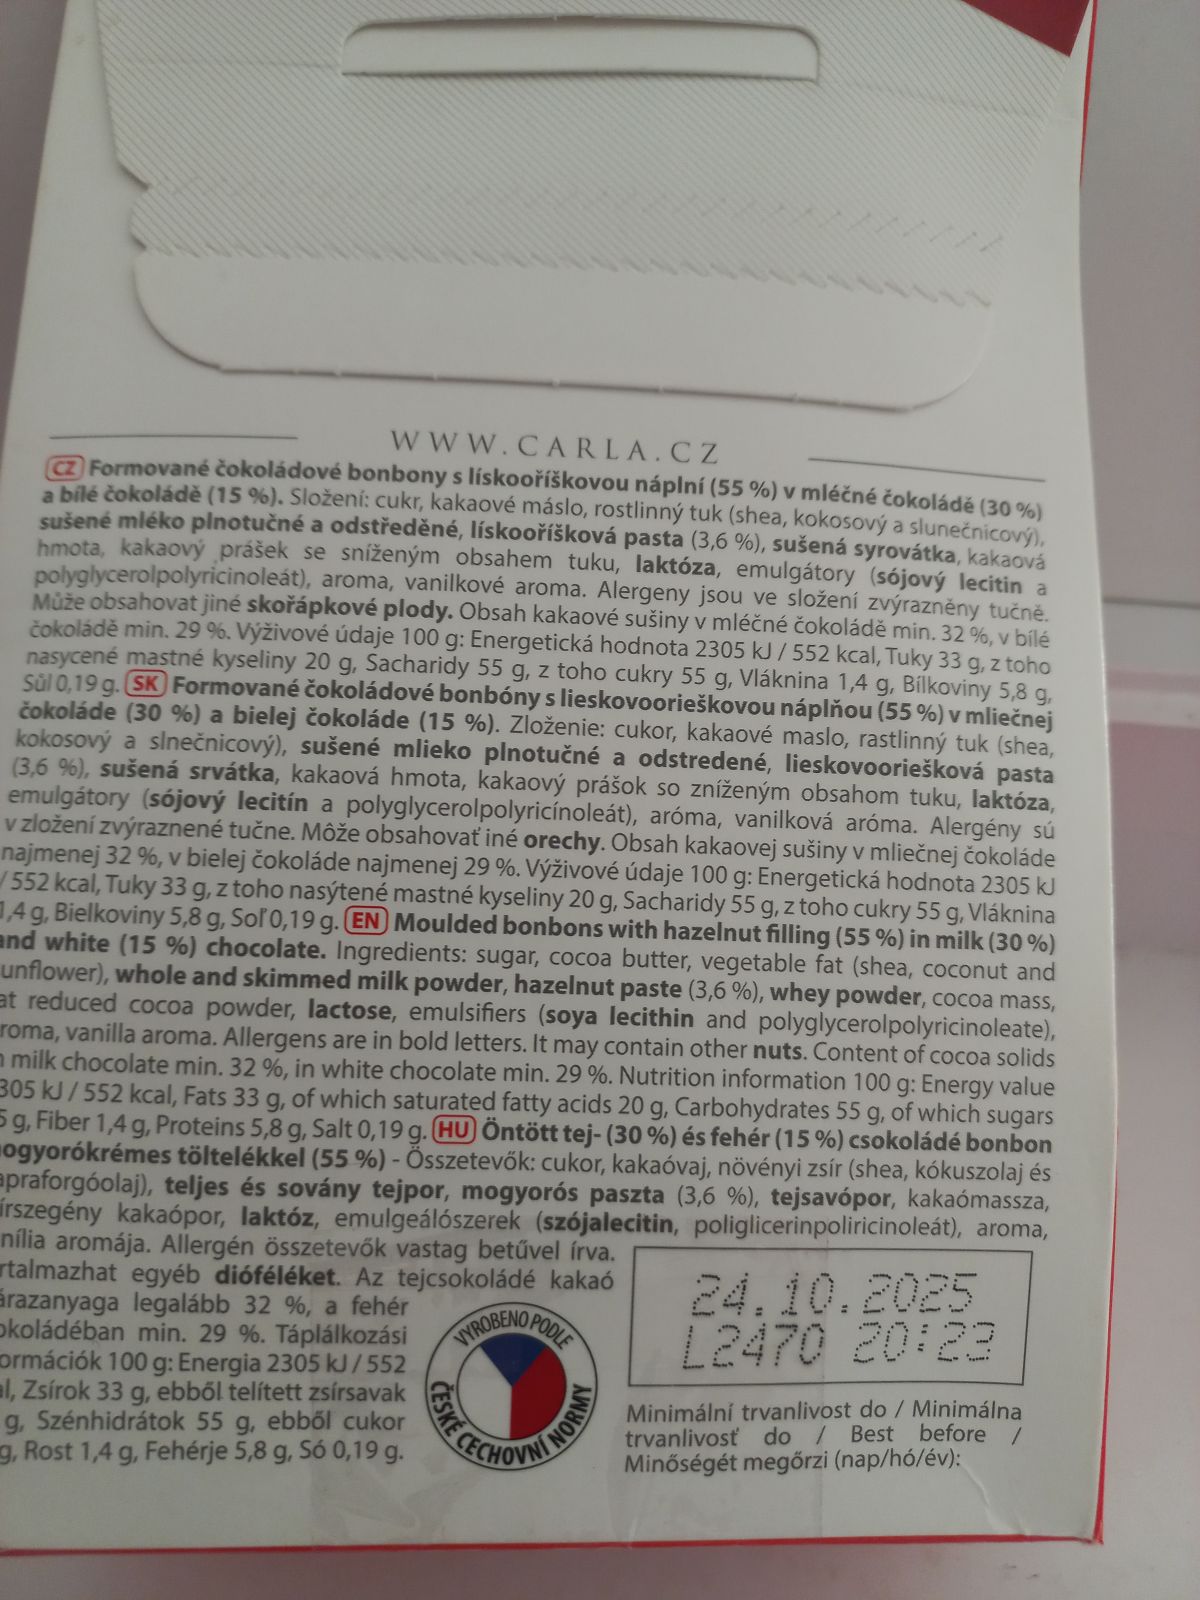 WWW.CARLA.CZ
CZ Formované čokoládové bonbony s lískooříškovou náplní (55 %) v mléčné čokoládě (30 %)
a bílé čokoládě (15 %). Složení: cukr, kakaové máslo, rostlinný tuk (shea, kokosový a slunečnicový),
sušené mléko plnotučné a odstředěné, lískooříšková pasta (3,6 %), sušená syrovátka, kakaová
hmota, kakaový prášek se sníženým obsahem tuku, laktóza, emulgátory (sójový lecitin a
polyglycerolpolyricinoleát), aroma, vanilkové aroma. Alergeny jsou ve složení zvýrazněny tučně.
Může obsahovat jiné skořápkové plody. Obsah kakaové sušiny v mléčné čokoládě min. 32 %, v bílé
čokoládě min. 29 %. Výživové údaje 100 g: Energetická hodnota 2305 kJ / 552 kcal, Tuky 33 g, z toho
nasycené mastné kyseliny 20 g, Sacharidy 55 g, z toho cukry 55 g, Vláknina 1,4 g, Bílkoviny 5,8 g,
Sůl 0,19 g. SK Formované čokoládové bonbóny s lieskovoorieškovou náplňou (55 %) v mliečnej
čokoláde (30 %) a bielej čokoláde (15 %). Zloženie: cukor, kakaové maslo, rastlinný tuk (shea,
kokosový a slnečnicový), sušené mlieko plnotučné a odstredené, lieskovooriešková pasta
(3,6 %), sušená srvátka, kakaová hmota, kakaový prášok so zníženým obsahom tuku, laktóza,
emulgátory (sójový lecitín a polyglycerolpolyricínoleát), aróma, vanilková aróma. Alergény sú
v zložení zvýraznené tučne. Môže obsahovať iné orechy. Obsah kakaovej sušiny v mliečnej čokoláde
najmenej 32 %, v bielej čokoláde najmenej 29 %. Výživové údaje 100 g: Energetická hodnota 2305 kJ
/ 552 kcal, Tuky 33 g, z toho nasýtené mastné kyseliny 20 g, Sacharidy 55 g, z toho cukry 55 g, Vláknina
1,4 g, Bielkoviny 5,8 g, Soľ 0,19 g. EN Moulded bonbons with hazelnut filling (55 %) in milk (30 %)
and white (15 %) chocolate. Ingredients: sugar, cocoa butter, vegetable fat (shea, coconut and
unflower), whole and skimmed milk powder, hazelnut paste (3,6 %), whey powder, cocoa mass,
at reduced cocoa powder, lactose, emulsifiers (soya lecithin and polyglycerolpolyricinoleate),
roma, vanilla aroma. Allergens are in bold letters. It may contain other nuts. Content of cocoa solids
n milk chocolate min. 32 %, in white chocolate min. 29 %. Nutrition information 100 g: Energy value
305 kJ / 552 kcal, Fats 33 g, of which saturated fatty acids 20 g, Carbohydrates 55 g, of which sugars
5 g, Fiber 1,4 g, Proteins 5,8 g, Salt 0,19 g. HU Öntött tej- (30 %) és fehér (15 %) csokoládé bonbon
ogyorókrémes töltelékkel (55 %) - Összetevők: cukor, kakaóvaj, növényi zsír (shea, kókuszolaj és
apraforgóolaj), teljes és sovány tejpor, mogyorós paszta (3,6 %), tejsavópor, kakaómassza,
írszegény kakaópor, laktóz, emulgeálószerek (szójalecitin, poliglicerinpoliricinoleát), aroma,
nília aromája. Allergén összetevők vastag betűvel írva.
rtalmazhat egyéb dióféléket. Az tejcsokoládé kakaó
árazanyaga legalább 32 %, a fehér
okoládéban min. 29 %. Táplálkozási
ormációk 100 g: Energia 2305 kJ / 552
al, Zsírok 33 g, ebből telített zsírsavak
g, Szénhidrátok 55 g, ebből cukor
g, Rost 1,4 g, Fehérje 5,8 g, Só 0,19 g.
VYROBENO PODLE
ČESKÉ CECHOVNÍ NORMY
24.10.2025
L2470 20:23
Minimální trvanlivost do / Minimálna
trvanlivosť do / Best before /
Minőségét megőrzi (nap/hó/év):